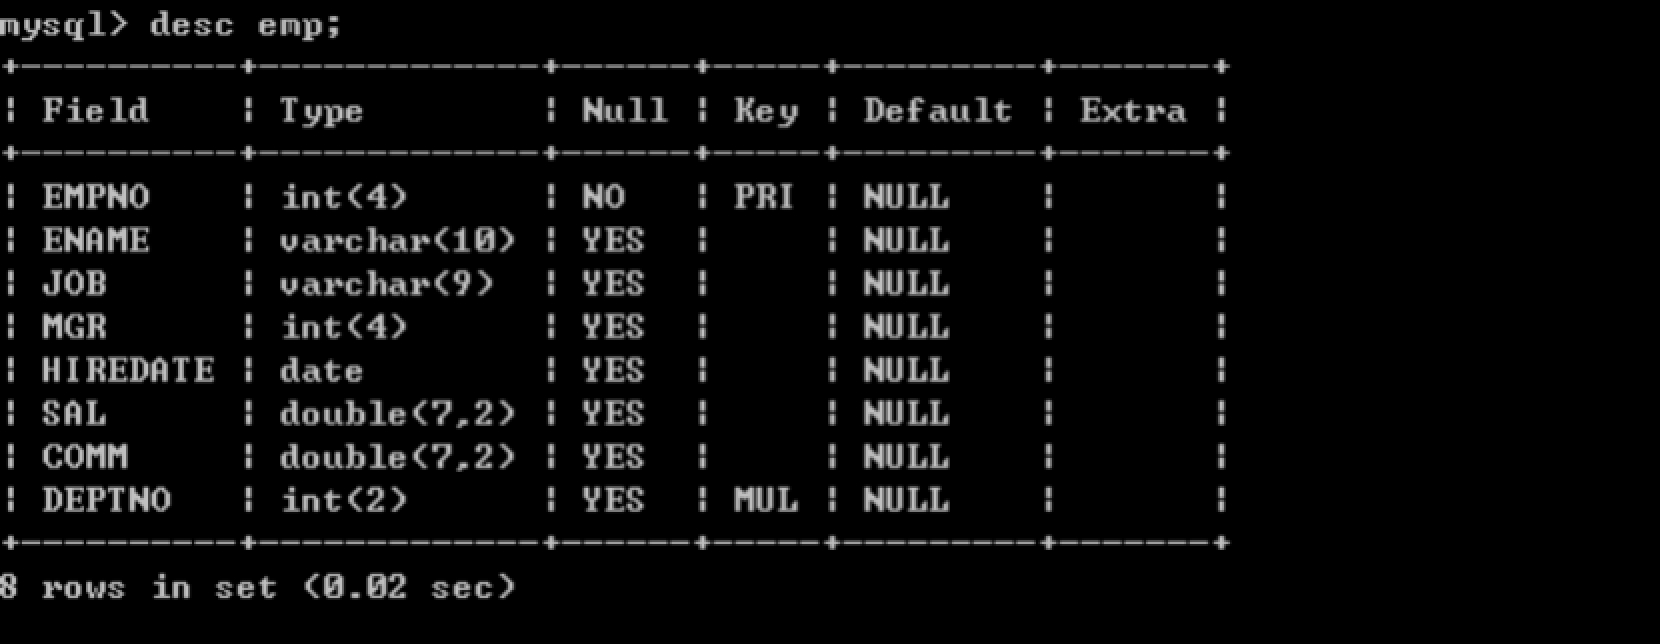 mysql> desc emp;
+----------+-------------+------+-----+---------+-------+
| Field    | Type        | Null | Key | Default | Extra |
+----------+-------------+------+-----+---------+-------+
| EMPNO    | int(4)      | NO   | PRI | NULL    |       |
| ENAME    | varchar(10) | YES  |     | NULL    |       |
| JOB      | varchar(9)  | YES  |     | NULL    |       |
| MGR      | int(4)      | YES  |     | NULL    |       |
| HIREDATE | date        | YES  |     | NULL    |       |
| SAL      | double(7,2) | YES  |     | NULL    |       |
| COMM     | double(7,2) | YES  |     | NULL    |       |
| DEPTNO   | int(2)      | YES  | MUL | NULL    |       |
+----------+-------------+------+-----+---------+-------+
8 rows in set (0.02 sec)